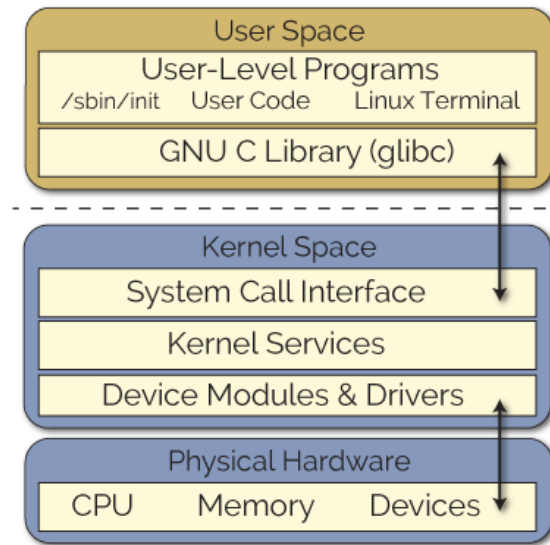 User Space
User-Level Programs
/sbin/init User Code Linux Terminal
GNU C Library (glibc)
Kernel Space
System Call Interface
Kernel Services
Device Modules & Drivers
Physical Hardware
CPU Memory Devices